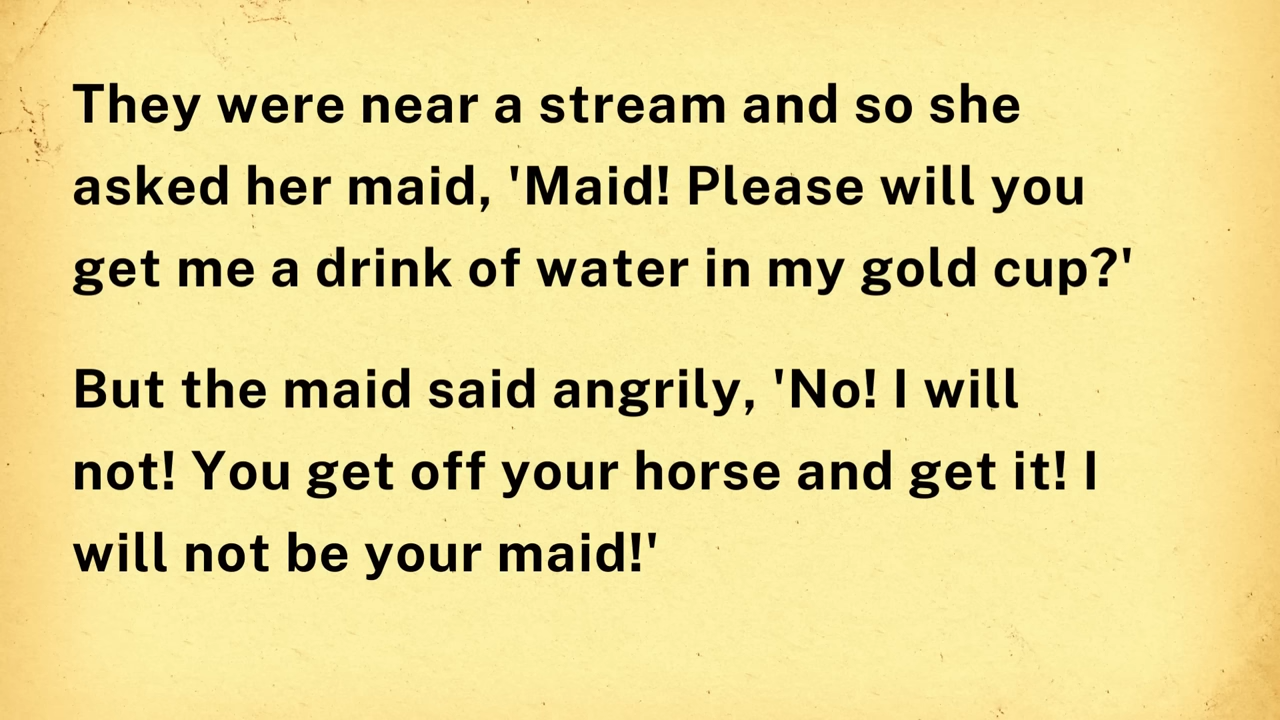 They were near a stream and so she
asked her maid, 'Maid! Please will you
get me a drink of water in my gold cup?'
But the maid said angrily, 'No! I will
not! You get off your horse and get it! I
will not be your maid!'